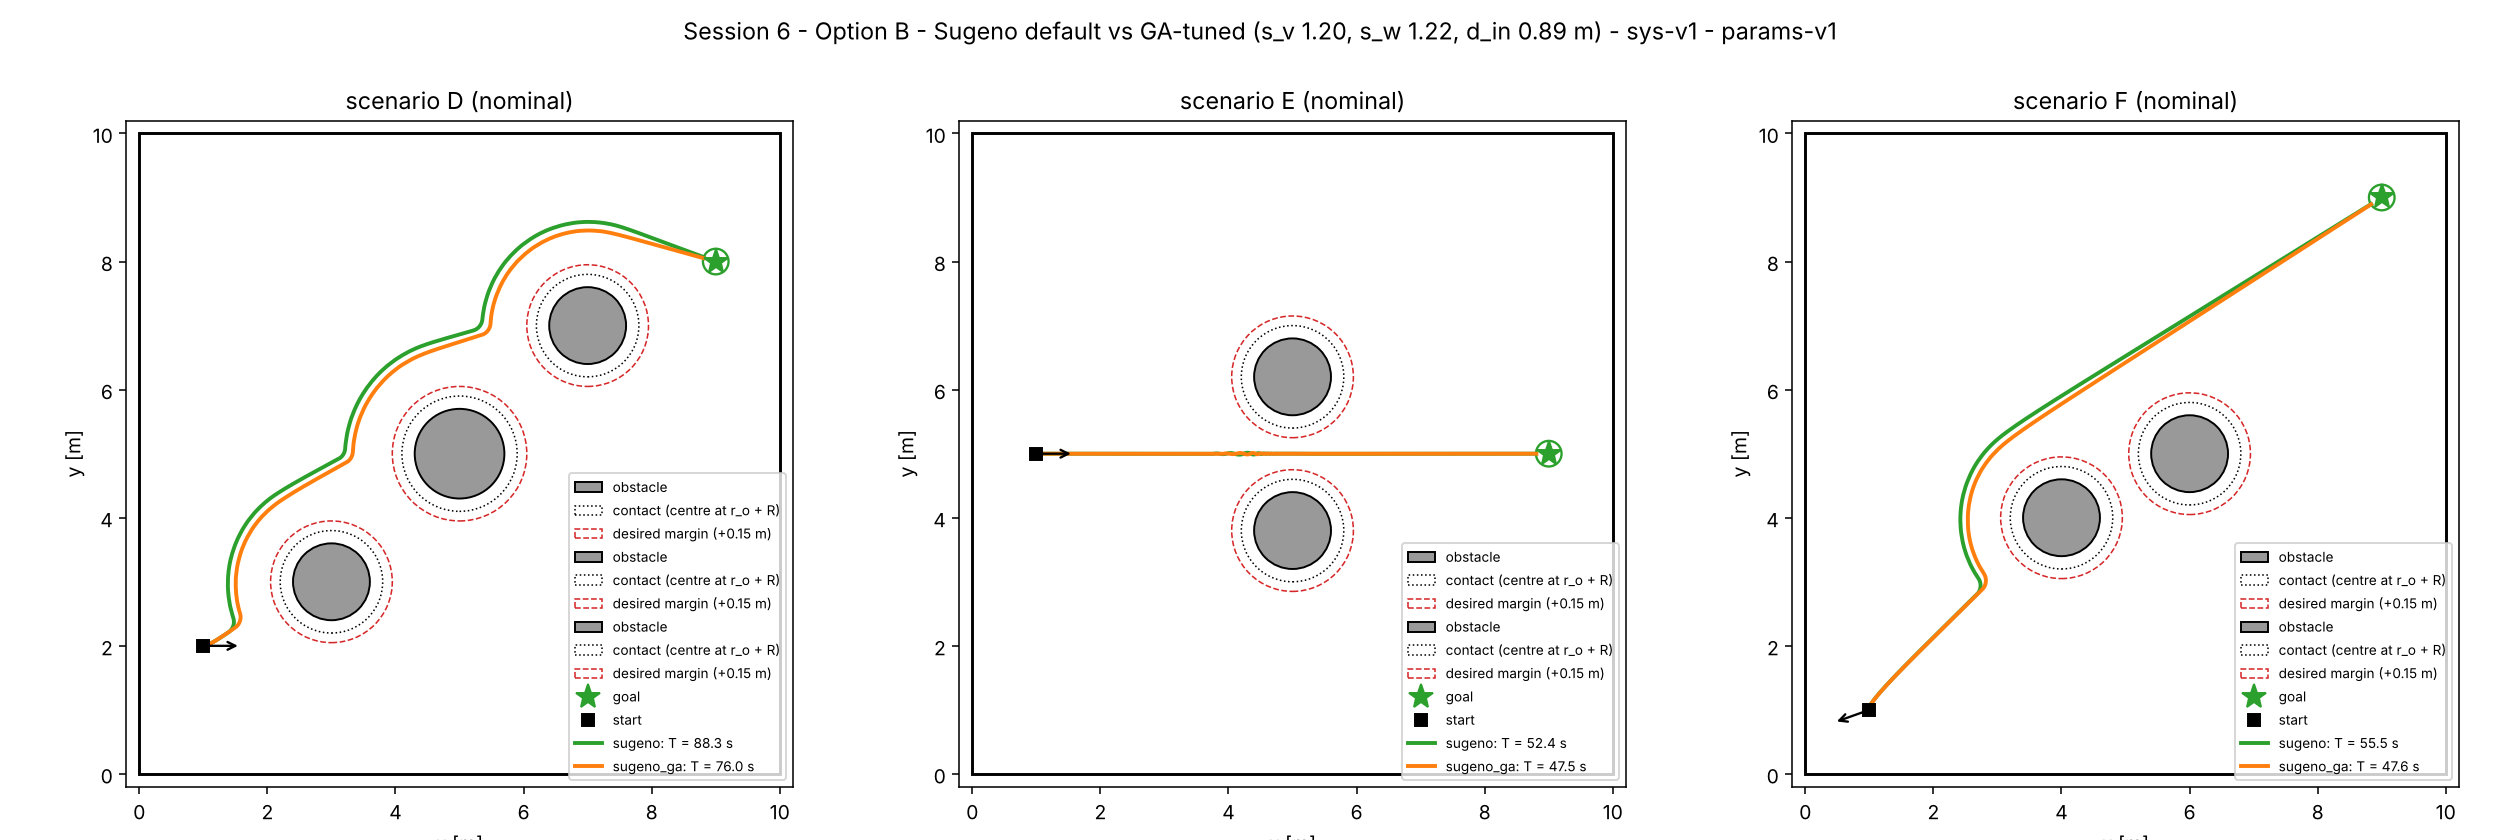 Session 6 - Option B - Sugeno default vs GA-tuned (s_v 1.20, s_w 1.22, d_in 0.89 m) - sys-v1 - params-v1
scenario D (nominal)
10
8
6
4
2
0
y [m]
0 2 4 6 8 10
obstacle
contact (centre at r_o + R)
desired margin (+0.15 m)
obstacle
contact (centre at r_o + R)
desired margin (+0.15 m)
obstacle
contact (centre at r_o + R)
desired margin (+0.15 m)
goal
start
sugeno: T = 88.3 s
sugeno_ga: T = 76.0 s
scenario E (nominal)
10
8
6
4
2
0
y [m]
0 2 4 6 8 10
obstacle
contact (centre at r_o + R)
desired margin (+0.15 m)
obstacle
contact (centre at r_o + R)
desired margin (+0.15 m)
goal
start
sugeno: T = 52.4 s
sugeno_ga: T = 47.5 s
scenario F (nominal)
10
8
6
4
2
0
y [m]
0 2 4 6 8 10
obstacle
contact (centre at r_o + R)
desired margin (+0.15 m)
obstacle
contact (centre at r_o + R)
desired margin (+0.15 m)
goal
start
sugeno: T = 55.5 s
sugeno_ga: T = 47.6 s